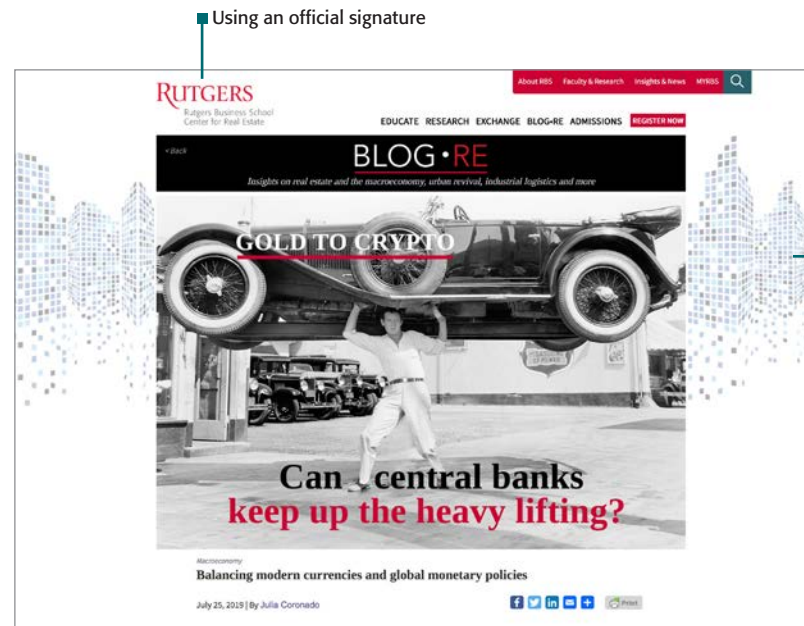 Using an official signature
RUTGERS
Rutgers Business School
Center for Real Estate
About RBS Faculty & Research Insights & News MYRBS
EDUCATE RESEARCH EXCHANGE BLOG•RE ADMISSIONS REGISTER NOW
< Back
BLOG•RE
Insights on real estate and the macroeconomy, urban revival, industrial logistics and more
GOLD TO CRYPTO
Can central banks
keep up the heavy lifting?
Macroeconomy
Balancing modern currencies and global monetary policies
July 25, 2019 | By Julia Coronado
Print